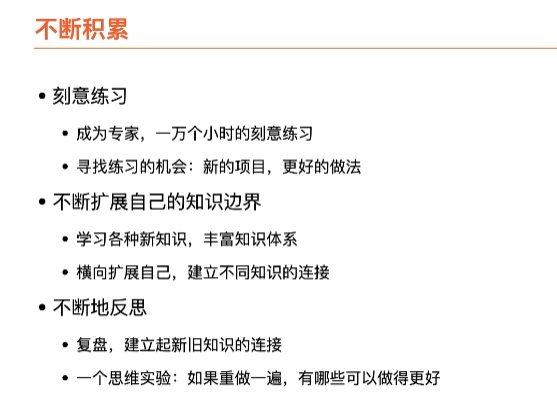 不断积累
• 刻意练习
• 成为专家，一万个小时的刻意练习
• 寻找练习的机会：新的项目，更好的做法
• 不断扩展自己的知识边界
• 学习各种新知识，丰富知识体系
• 横向扩展自己，建立不同知识的连接
• 不断地反思
• 复盘，建立起新旧知识的连接
• 一个思维实验：如果重做一遍，有哪些可以做得更好